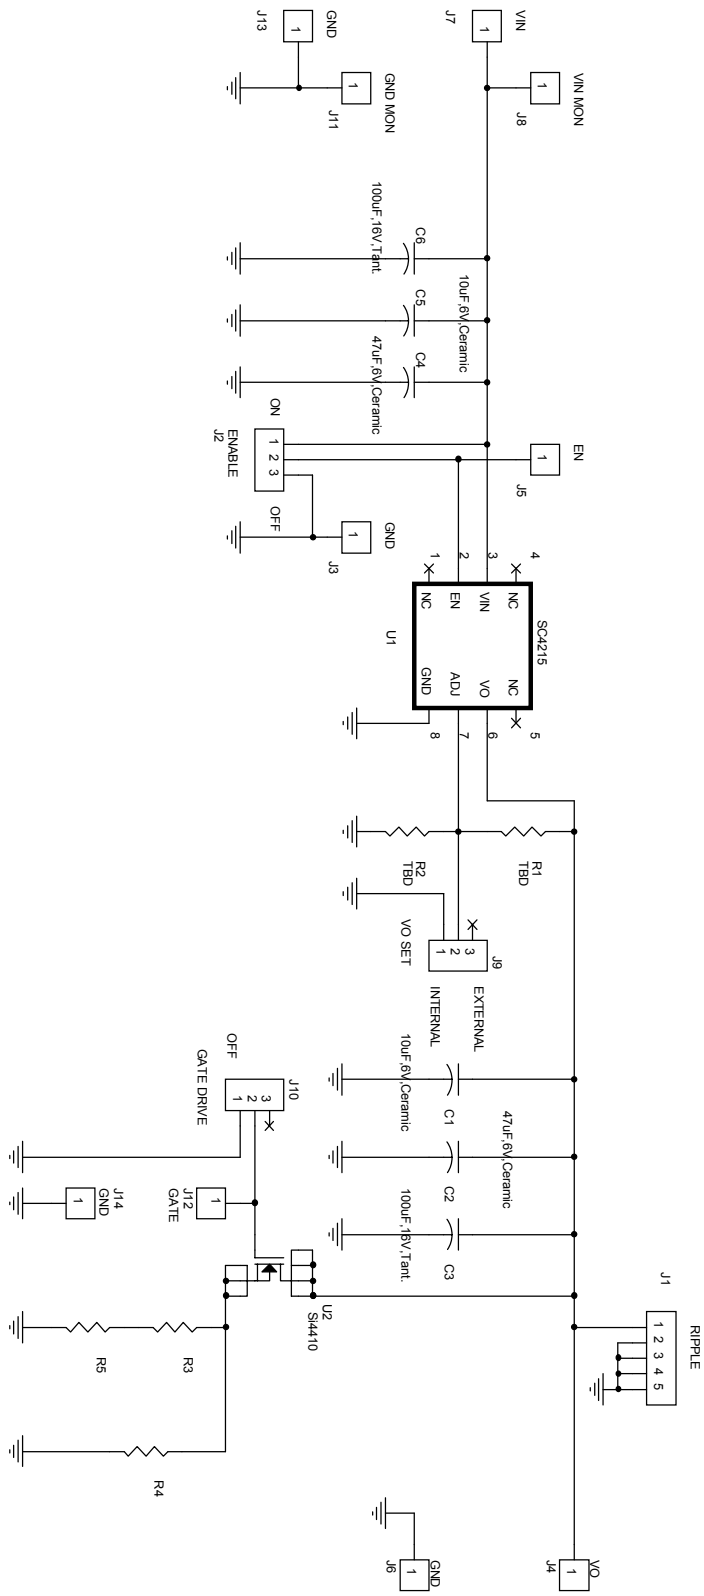 J13
1
GND
J11
1
GND MON
J7
1
VIN
J8
1
VIN MON
C6
100uF,16V,Tant.
C5
10uF,6V,Ceramic
C4
47uF,6V,Ceramic
ON
1
2
3
ENABLE
J2
OFF
J5
1
EN
J3
1
GND
1
2
3
4
NC
EN
VIN
NC
U1
SC4215
GND
ADJ
VO
NC
8
7
6
5
R2
TBD
R1
TBD
J9
1
2
3
VO SET
INTERNAL
EXTERNAL
10uF,6V,Ceramic
C1
47uF,6V,Ceramic
C2
100uF,16V,Tant.
C3
OFF
GATE DRIVE
J10
1
2
3
J12
1
GATE
J14
1
GND
U2
Si4410
R5
R3
R4
J1
RIPPLE
1
2
3
4
5
J6
1
GND
J4
1
VO